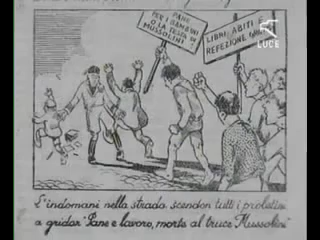 PANE
PER I BAMBINI
O LA TESTA DI
MUSSOLINI
LIBRI, ABITI
REFEZIONE
LUCE
L'indomani nella strada scendon tutti i proletari
a gridar "Pane e lavoro, morte al truce Mussolini"